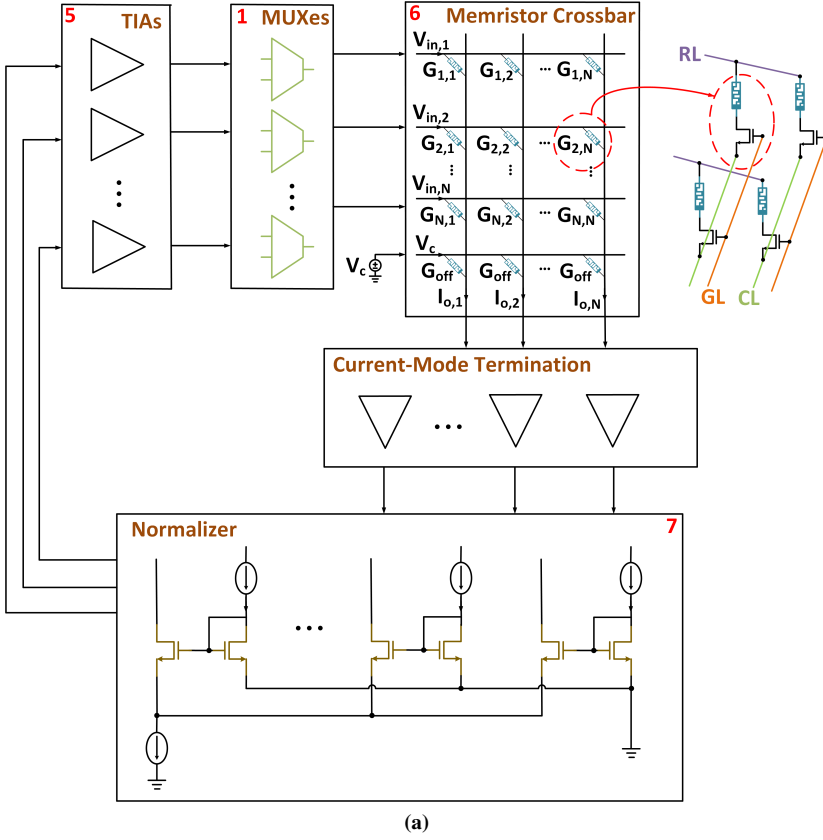 5 TIAs
1 MUXes
6 Memristor Crossbar
V_in,1
G_1,1 G_1,2 ... G_1,N
V_in,2
G_2,1 G_2,2 ... G_2,N
V_in,N
G_N,1 G_N,2 ... G_N,N
V_c
V_c
G_off G_off ... G_off
I_o,1 I_o,2 I_o,N
RL
GL CL
Current-Mode Termination
Normalizer 7
(a)